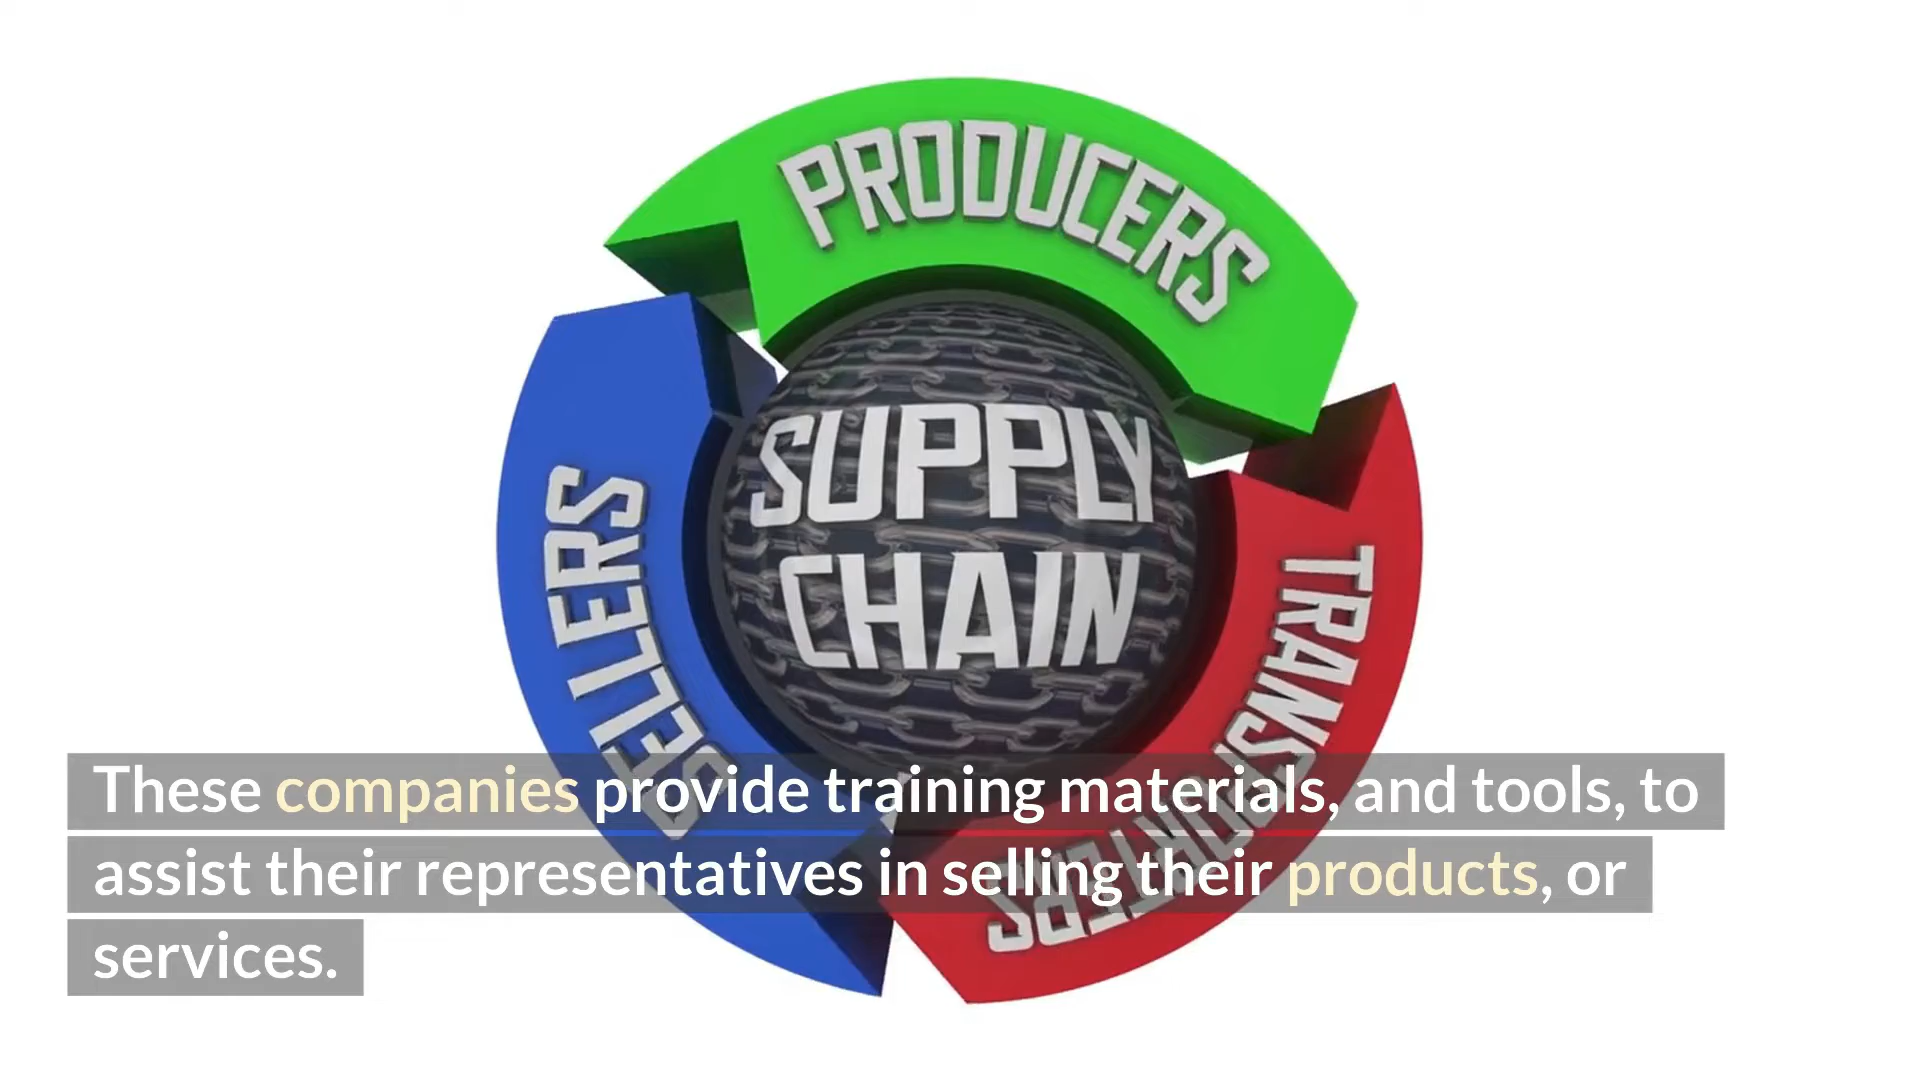 PRODUCERS
SUPPLY
CHAIN
SELLERS
TRANSPORTERS
These companies provide training materials, and tools, to
assist their representatives in selling their products, or
services.